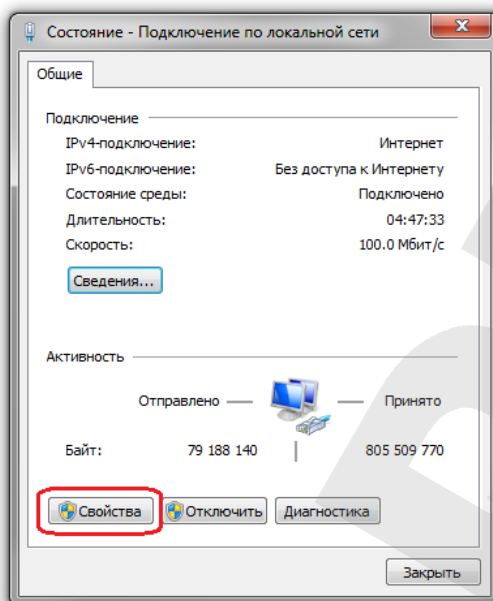 Состояние - Подключение по локальной сети
Общие
Подключение
IPv4-подключение: Интернет
IPv6-подключение: Без доступа к Интернету
Состояние среды: Подключено
Длительность: 04:47:33
Скорость: 100.0 Мбит/с
Сведения...
Активность
Отправлено — — Принято
Байт: 79 188 140 | 805 509 770
Свойства Отключить Диагностика
Закрыть